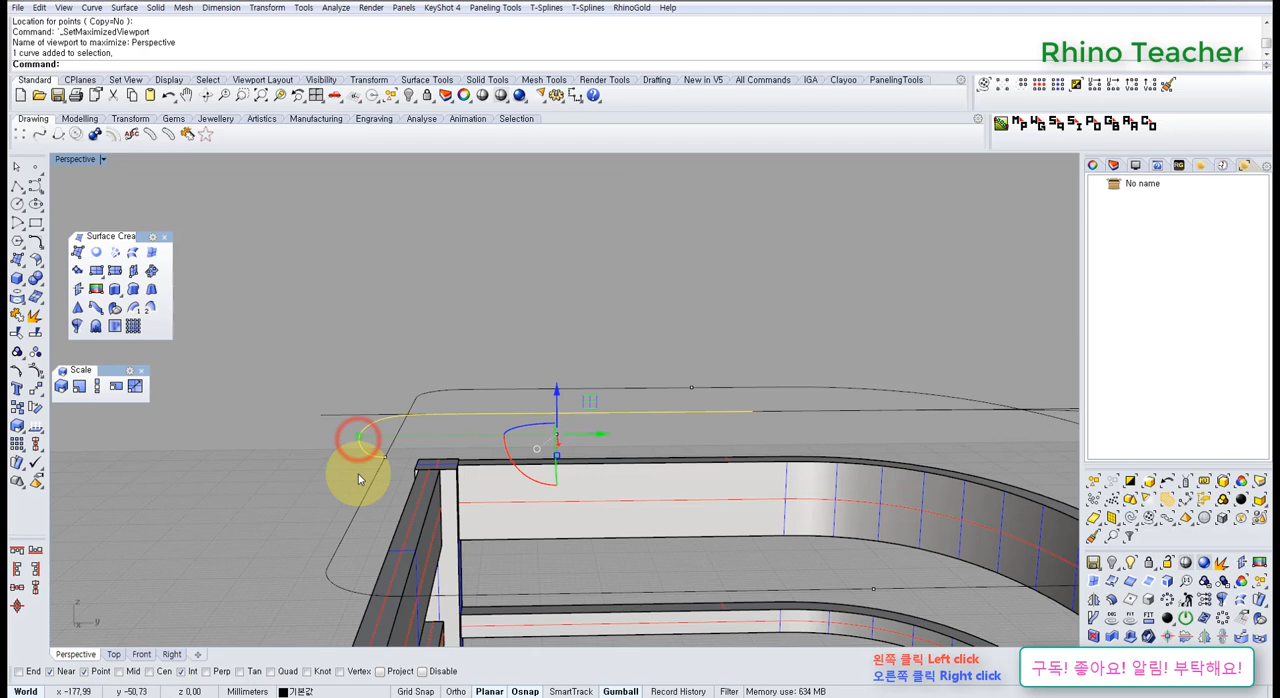 File Edit View Curve Surface Solid Mesh Dimension Transform Tools Analyze Render Panels KeyShot 4 Paneling Tools T-Splines T-Splines RhinoGold Help
Location for points ( Copy=No ):
Command: '_SetMaximizedViewport
Name of viewport to maximize: Perspective
1 curve added to selection.
Command:
Rhino Teacher
Standard CPlanes Set View Display Select Viewport Layout Visibility Transform Surface Tools Solid Tools Mesh Tools Render Tools Drafting New in V5 All Commands IGA Clayoo PanelingTools
Drawing Modelling Transform Gems Jewellery Artistics Manufacturing Engraving Analyse Animation Selection
Perspective
No name
Surface Crea
Scale
z
x y
Perspective Top Front Right
End Near Point Mid Cen Int Perp Tan Quad Knot Vertex Project Disable
왼쪽 클릭 Left click
오른쪽 클릭 Right click
구독! 좋아요! 알림! 부탁해요!
World x -177,99 y -50,73 z 0.00 Millimeters 기본값 Grid Snap Ortho Planar Osnap SmartTrack Gumball Record History Filter Memory use: 634 MB